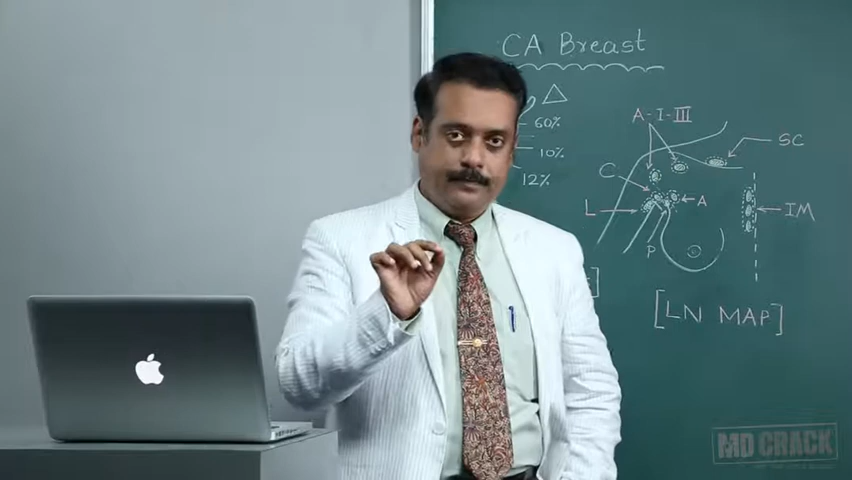 CA BReast
60%
10%
12%
A-I-III
SC
C
A
L
IM
P
[LN MAP]
MD CRACK